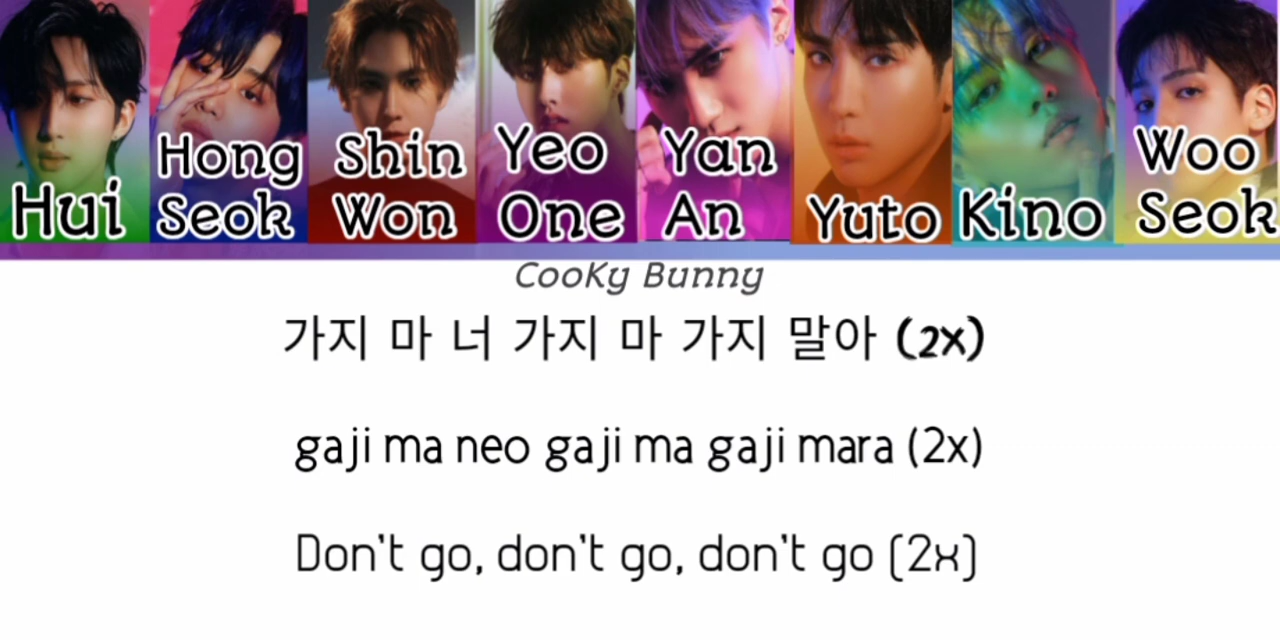 Hui
Hong Seok
Shin Won
Yeo One
Yan An
Yuto
Kino
Woo Seok
CooKy Bunny
가지 마 너 가지 마 가지 말아 (2x)
gaji ma neo gaji ma gaji mara (2x)
Don't go, don't go, don't go (2x)